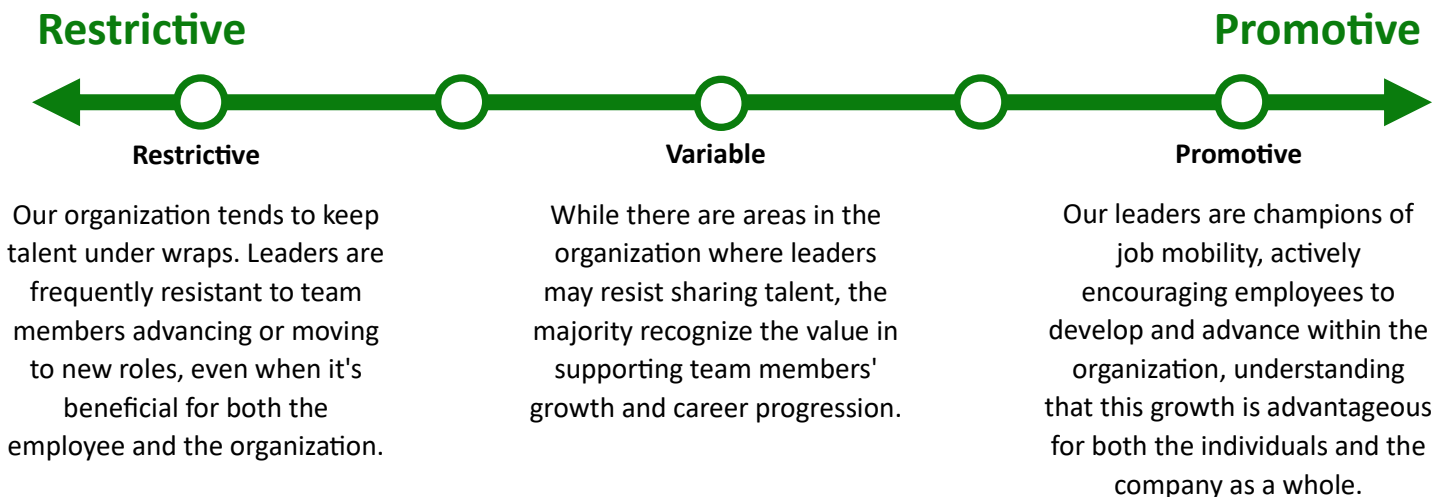 Restrictive
Promotive
Restrictive
Our organization tends to keep
talent under wraps. Leaders are
frequently resistant to team
members advancing or moving
to new roles, even when it's
beneficial for both the
employee and the organization.
Variable
While there are areas in the
organization where leaders
may resist sharing talent, the
majority recognize the value in
supporting team members'
growth and career progression.
Promotive
Our leaders are champions of
job mobility, actively
encouraging employees to
develop and advance within the
organization, understanding
that this growth is advantageous
for both the individuals and the
company as a whole.